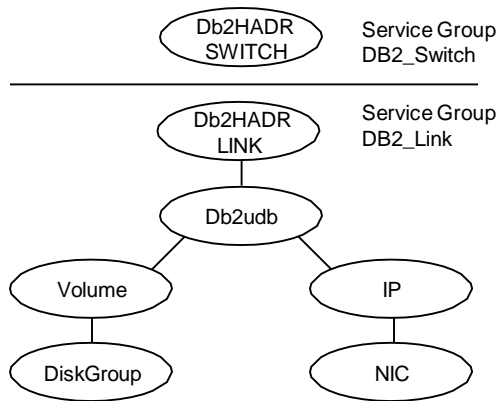 Db2HADR
SWITCH
Service Group
DB2_Switch
Db2HADR
LINK
Service Group
DB2_Link
Db2udb
Volume
IP
DiskGroup
NIC